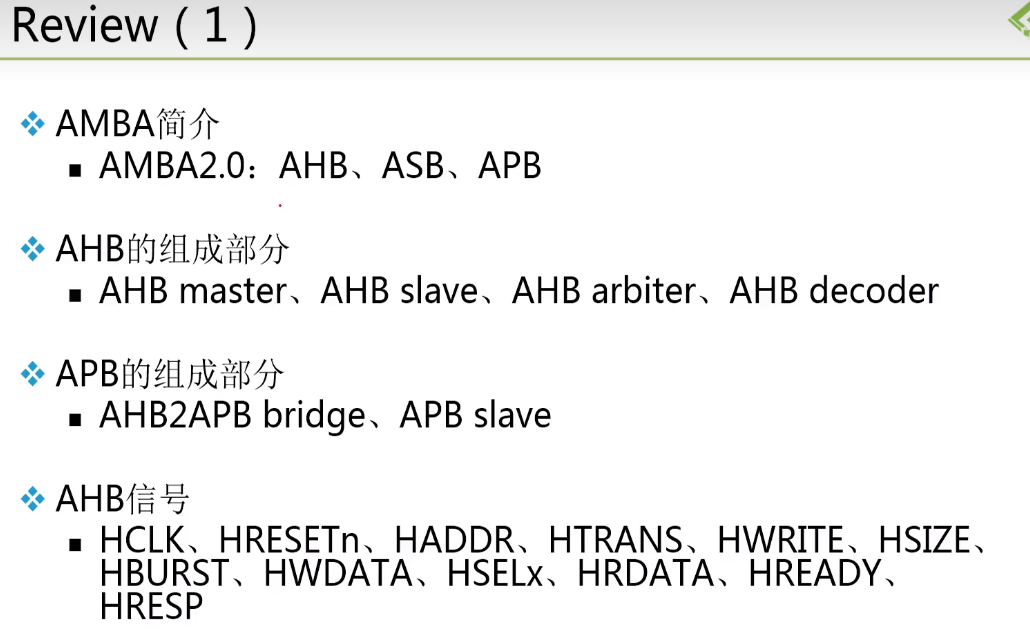 Review ( 1 )
AMBA简介
AMBA2.0：AHB、ASB、APB
AHB的组成部分
AHB master、AHB slave、AHB arbiter、AHB decoder
APB的组成部分
AHB2APB bridge、APB slave
AHB信号
HCLK、HRESETn、HADDR、HTRANS、HWRITE、HSIZE、
HBURST、HWDATA、HSELx、HRDATA、HREADY、
HRESP